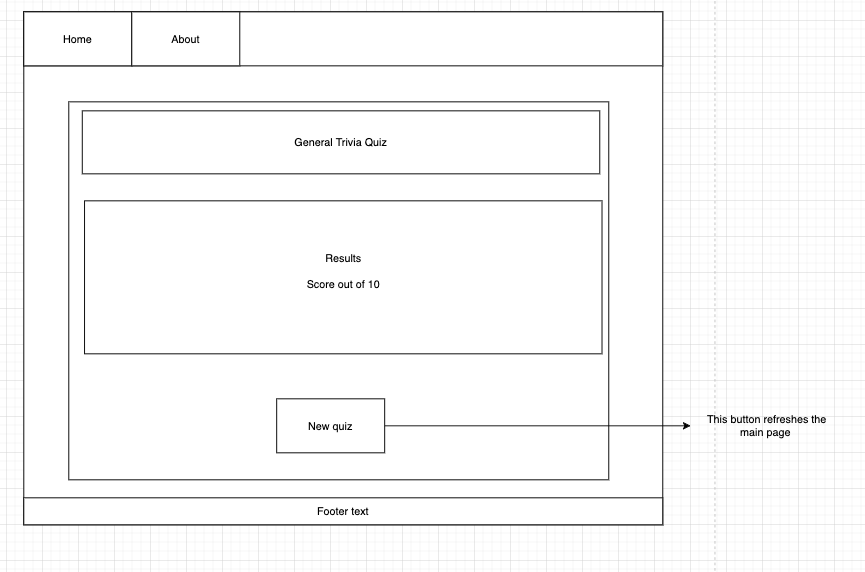 Home
About
General Trivia Quiz
Results
Score out of 10
New quiz
This button refreshes the
main page
Footer text